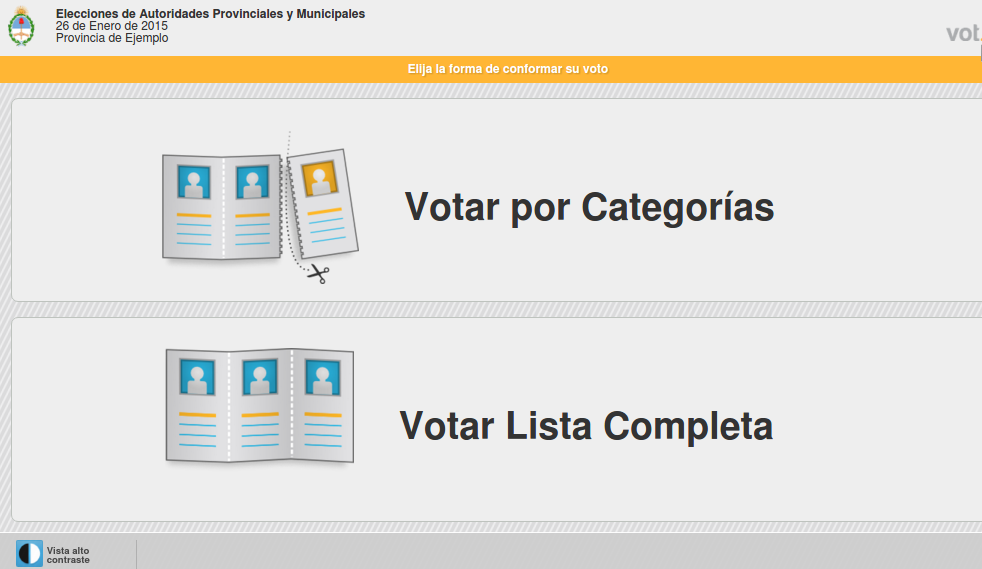 Elecciones de Autoridades Provinciales y Municipales
26 de Enero de 2015
Provincia de Ejemplo
vot.
Elija la forma de conformar su voto
Votar por Categorías
Votar Lista Completa
Vista alto
contraste